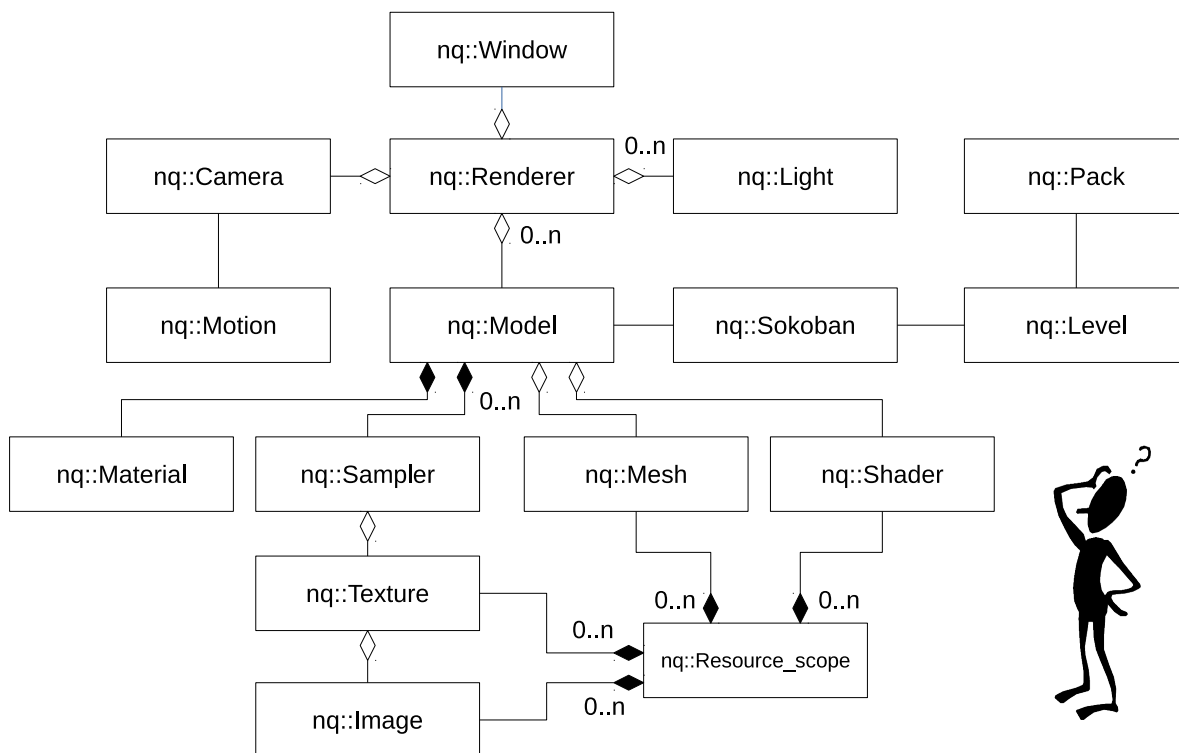 nq::Window
0..n
nq::Camera
nq::Renderer
nq::Light
nq::Pack
0..n
nq::Motion
nq::Model
nq::Sokoban
nq::Level
0..n
nq::Material
nq::Sampler
nq::Mesh
nq::Shader
?
nq::Texture
0..n
0..n
0..n
nq::Resource_scope
0..n
nq::Image